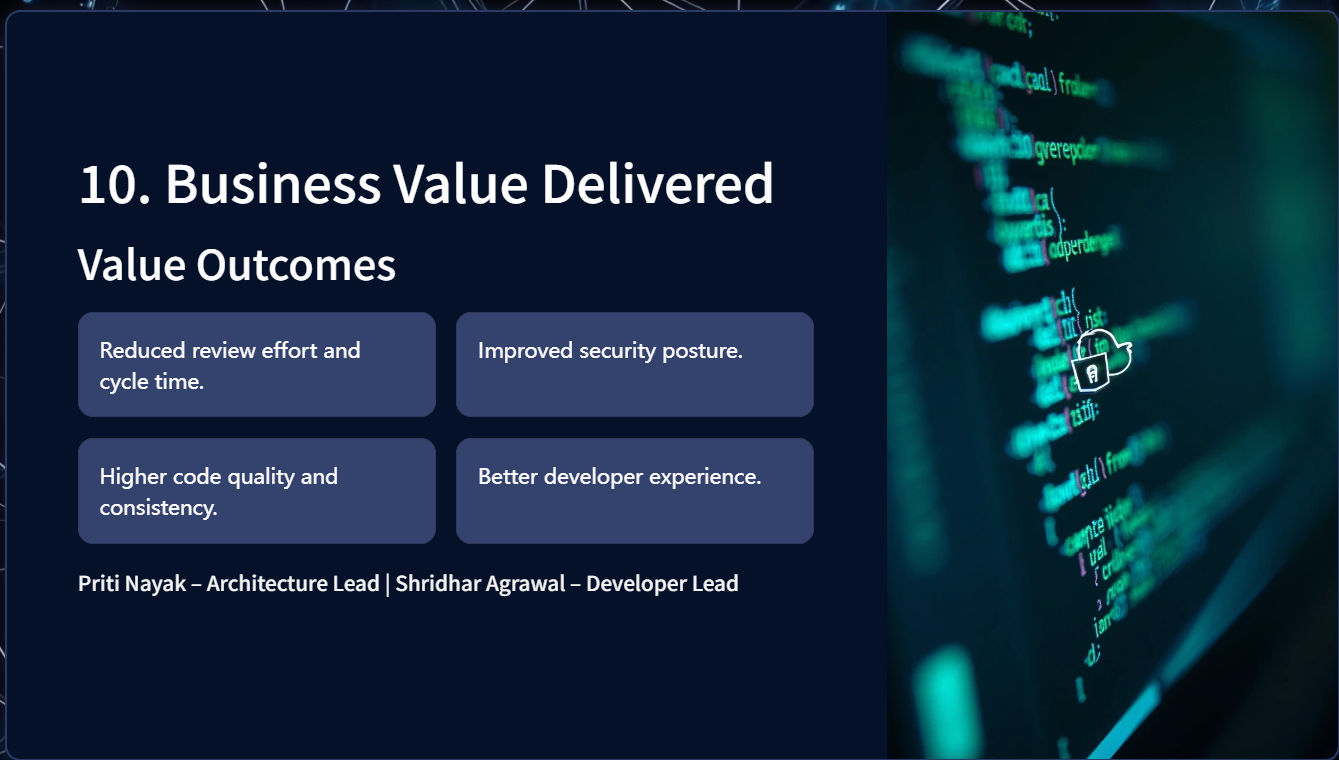 10. Business Value Delivered
Value Outcomes
Reduced review effort and
cycle time.
Improved security posture.
Higher code quality and
consistency.
Better developer experience.
Priti Nayak – Architecture Lead | Shridhar Agrawal – Developer Lead